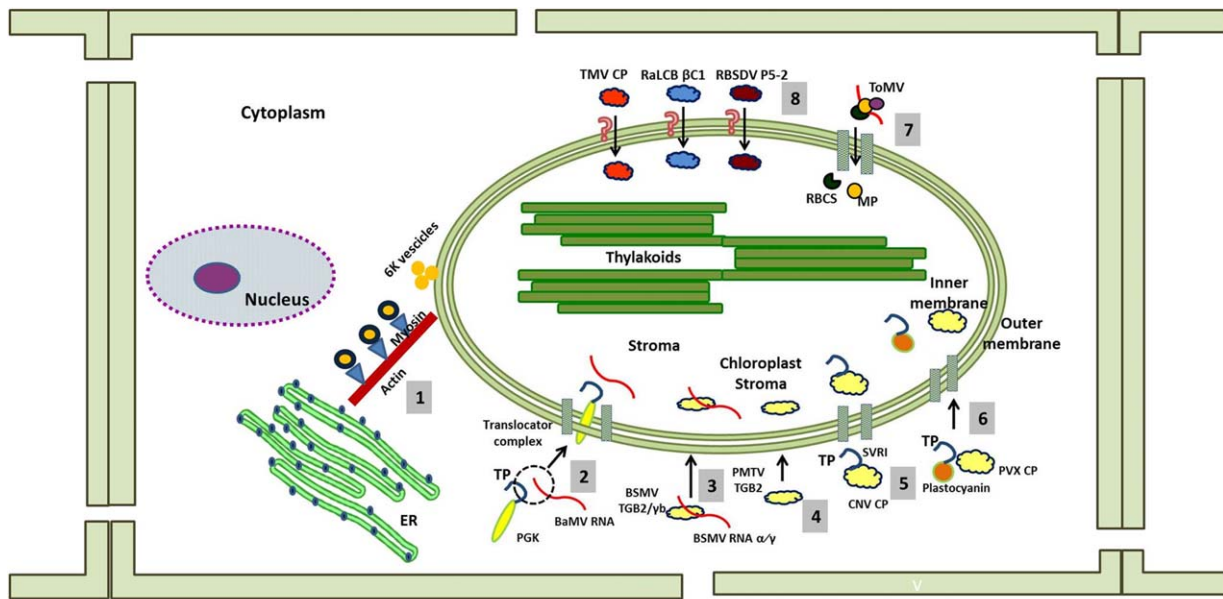 TMV CP
RaLCB βC1
RBSDV P5-2
8
ToMV
7
Cytoplasm
?
?
?
RBCS
MP
6K vescicles
Thylakoids
Nucleus
Inner
membrane
Outer
membrane
Myosin
Actin
Stroma
Chloroplast
Stroma
1
Translocator
complex
TP
2
BaMV RNA
PGK
ER
3
BSMV
TGB2/γb
BSMV RNA α/γ
PMTV
TGB2
4
TP
SVRI
5
CNV CP
6
TP
Plastocyanin
PVX CP
V